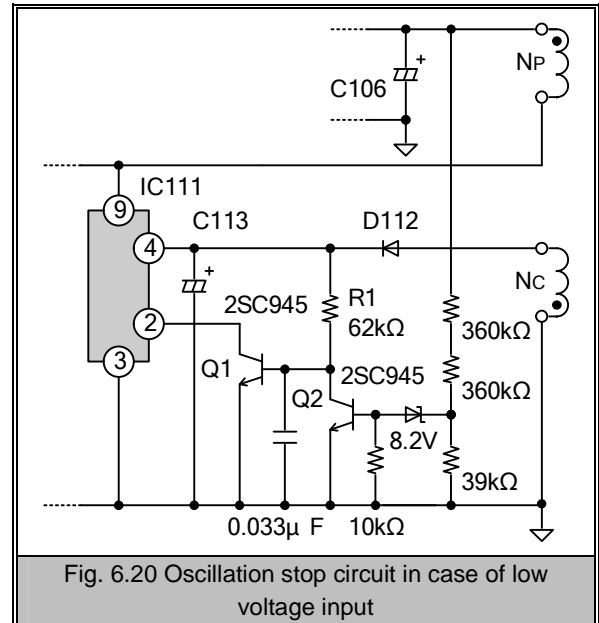 NP
C106
IC111
9
C113
D112
4
NC
2SC945
R1
62kΩ
360kΩ
2
Q1
2SC945
360kΩ
Q2
3
8.2V
39kΩ
0.033μ F
10kΩ
Fig. 6.20 Oscillation stop circuit in case of low
voltage input